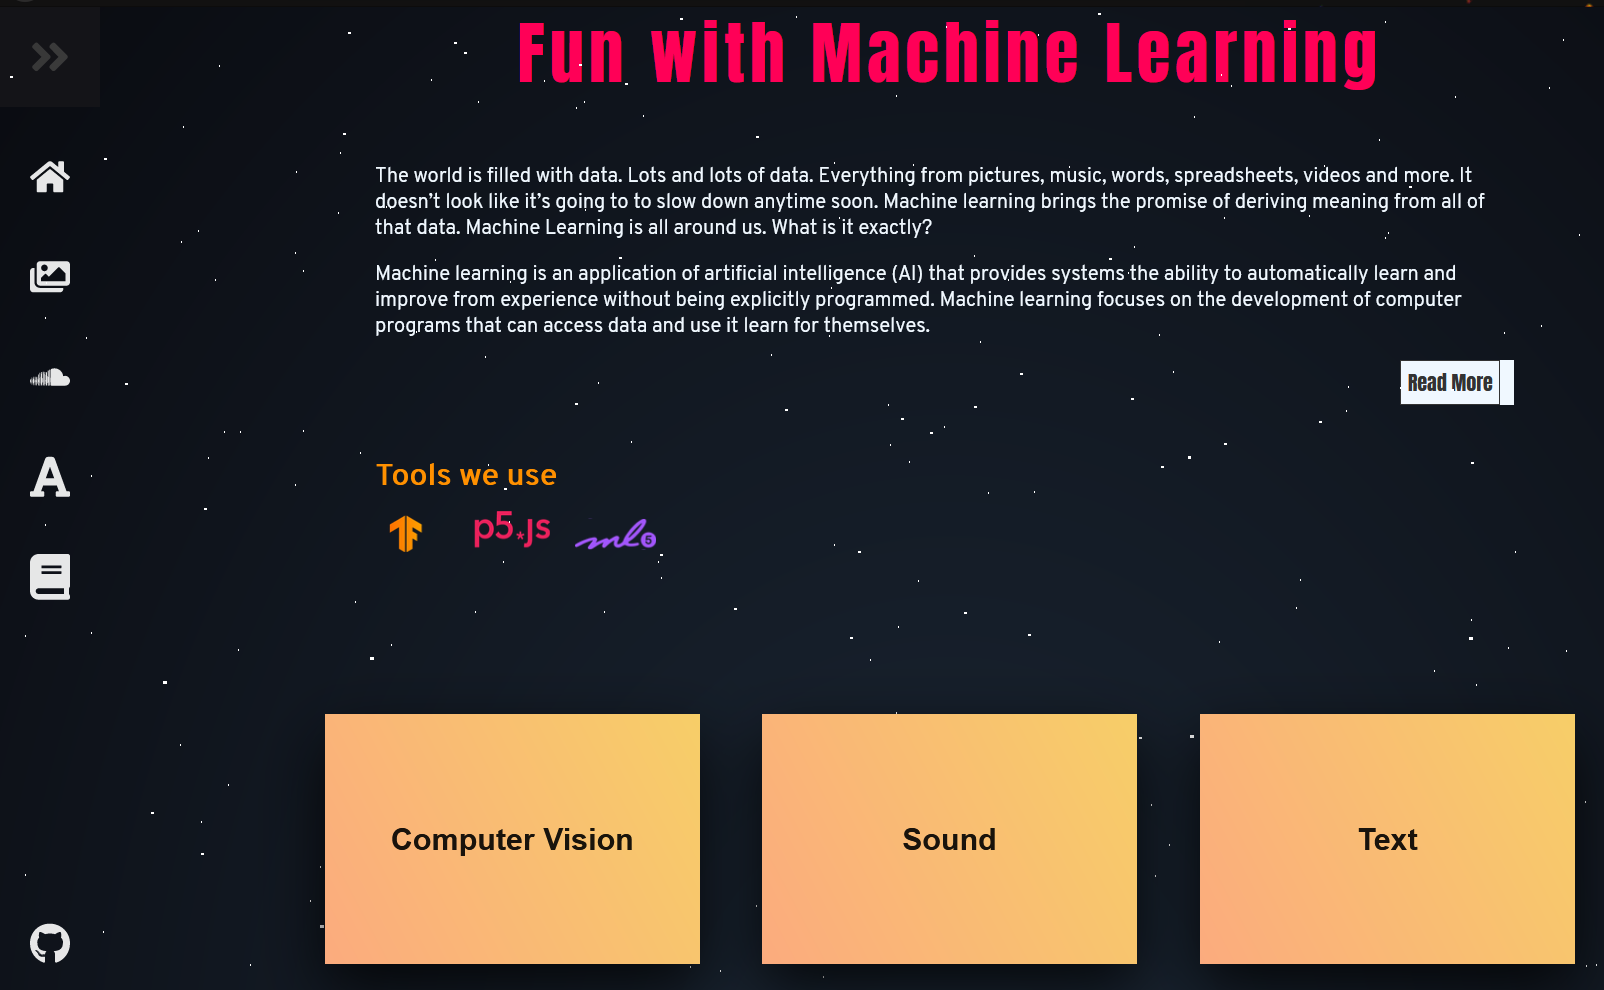 Fun with Machine Learning
The world is filled with data. Lots and lots of data. Everything from pictures, music, words, spreadsheets, videos and more. It
doesn’t look like it’s going to to slow down anytime soon. Machine learning brings the promise of deriving meaning from all of
that data. Machine Learning is all around us. What is it exactly?
Machine learning is an application of artificial intelligence (AI) that provides systems the ability to automatically learn and
improve from experience without being explicitly programmed. Machine learning focuses on the development of computer
programs that can access data and use it learn for themselves.
Read More
Tools we use
p5*js ml5
Computer Vision
Sound
Text